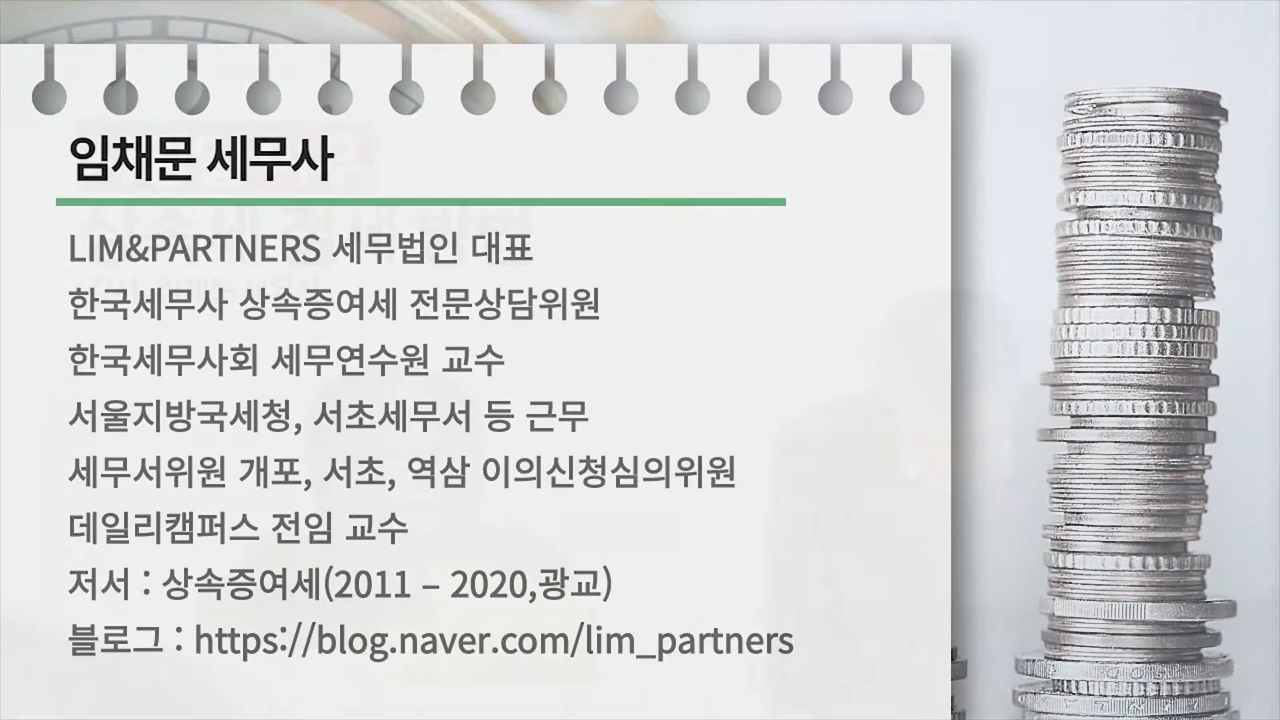 임채문 세무사
LIM&PARTNERS 세무법인 대표
한국세무사 상속증여세 전문상담위원
한국세무사회 세무연수원 교수
서울지방국세청, 서초세무서 등 근무
세무서위원 개포, 서초, 역삼 이의신청심의위원
데일리캠퍼스 전임 교수
저서 : 상속증여세(2011 – 2020,광교)
블로그 : https://blog.naver.com/lim_partners